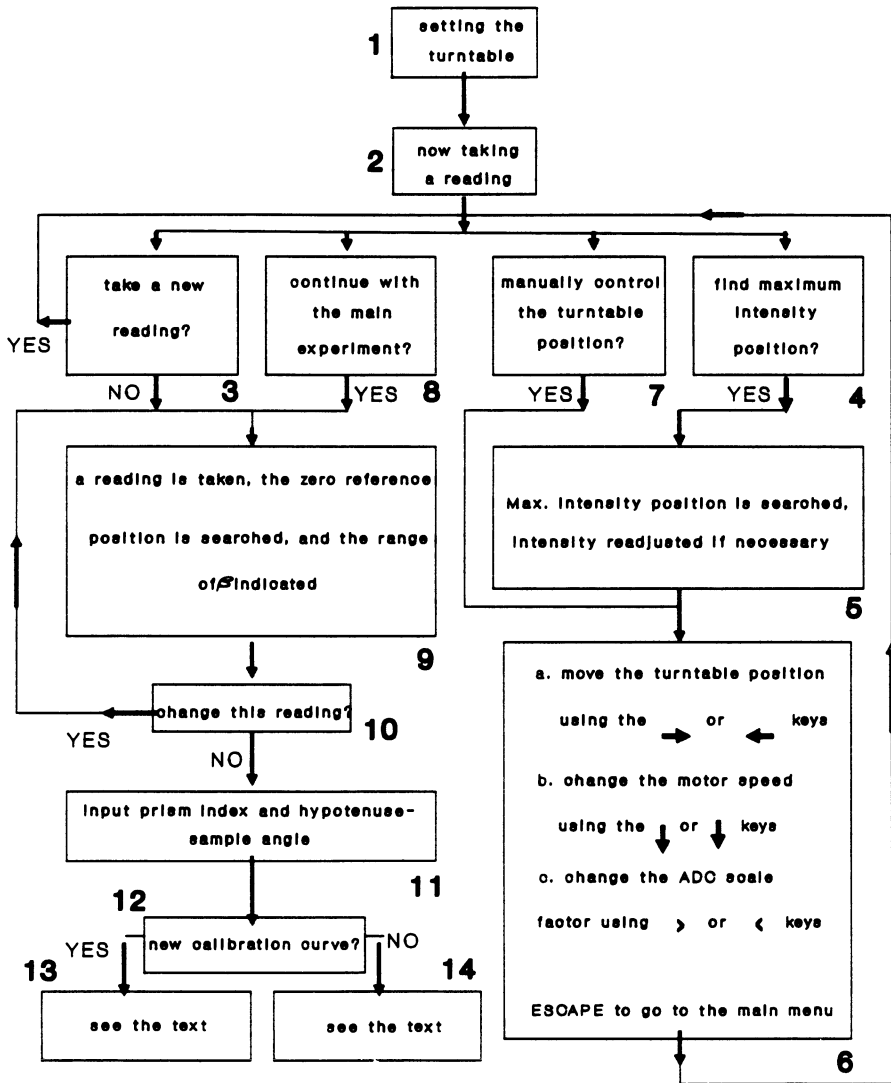 1
setting the
turntable
2
now taking
a reading
take a new
reading?
YES
NO
3
continue with
the main
experiment?
YES
8
manually control
the turntable
position?
YES
7
find maximum
intensity
position?
YES
4
a reading is taken, the zero reference
position is searched, and the range
of β indicated
9
Max. intensity position is searched,
intensity readjusted if necessary
5
change this reading?
10
YES
NO
input prism index and hypotenuse-
sample angle
11
12
new calibration curve?
YES
NO
13
see the text
14
see the text
a. move the turntable position
using the → or ← keys
b. change the motor speed
using the ↓ or ↓ keys
c. change the ADC scale
factor using > or < keys
ESCAPE to go to the main menu
6